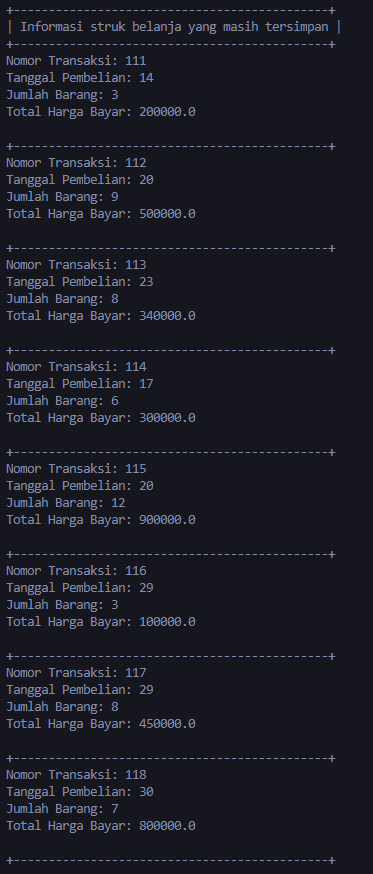 +---------------------------------------------+
| Informasi struk belanja yang masih tersimpan |
+---------------------------------------------+
Nomor Transaksi: 111
Tanggal Pembelian: 14
Jumlah Barang: 3
Total Harga Bayar: 200000.0
+---------------------------------------------+
Nomor Transaksi: 112
Tanggal Pembelian: 20
Jumlah Barang: 9
Total Harga Bayar: 500000.0
+---------------------------------------------+
Nomor Transaksi: 113
Tanggal Pembelian: 23
Jumlah Barang: 8
Total Harga Bayar: 340000.0
+---------------------------------------------+
Nomor Transaksi: 114
Tanggal Pembelian: 17
Jumlah Barang: 6
Total Harga Bayar: 300000.0
+---------------------------------------------+
Nomor Transaksi: 115
Tanggal Pembelian: 20
Jumlah Barang: 12
Total Harga Bayar: 900000.0
+---------------------------------------------+
Nomor Transaksi: 116
Tanggal Pembelian: 29
Jumlah Barang: 3
Total Harga Bayar: 100000.0
+---------------------------------------------+
Nomor Transaksi: 117
Tanggal Pembelian: 29
Jumlah Barang: 8
Total Harga Bayar: 450000.0
+---------------------------------------------+
Nomor Transaksi: 118
Tanggal Pembelian: 30
Jumlah Barang: 7
Total Harga Bayar: 800000.0
+---------------------------------------------+